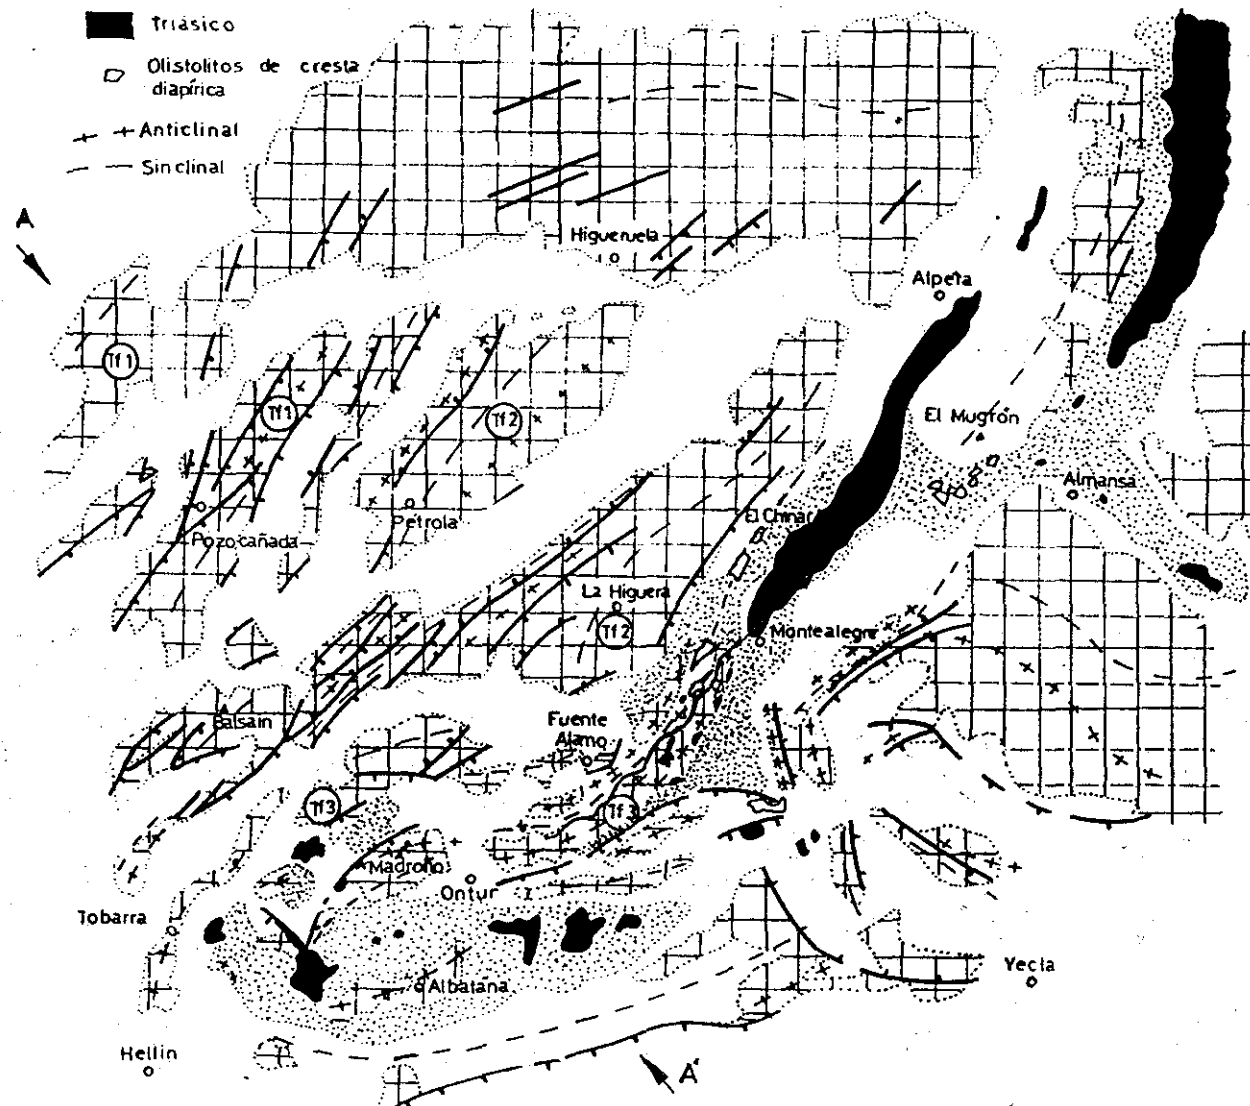 Triásico
Olistolitos de cresta
diapírica
Anticlinal
Sinclinal
A
Higueruela
Alpera
Tf1
Tf1
Tf2
El Mugrón
Almansa
Petrola
El Chinar
Pozocañada
La Higuera
Tf2
Montealegre
Balsain
Fuente
Alamo
Tf3
Tf3
Madroño
Ontur
Tobarra
Albatana
Yecla
Hellin
A'